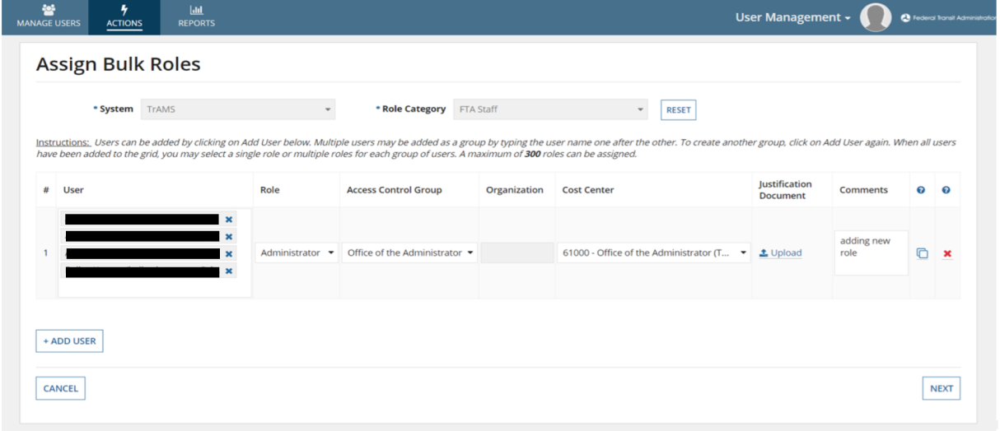 MANAGE USERS
ACTIONS
REPORTS
User Management
Federal Transit Administration
Assign Bulk Roles
* System TrAMS
* Role Category FTA Staff
RESET
Instructions: Users can be added by clicking on Add User below. Multiple users may be added as a group by typing the user name one after the other. To create another group, click on Add User again. When all users
have been added to the grid, you may select a single role or multiple roles for each group of users. A maximum of 300 roles can be assigned.
# User Role Access Control Group Organization Cost Center Justification Document Comments
1 Administrator Office of the Administrator 61000 - Office of the Administrator (T... Upload adding new role
+ ADD USER
CANCEL
NEXT